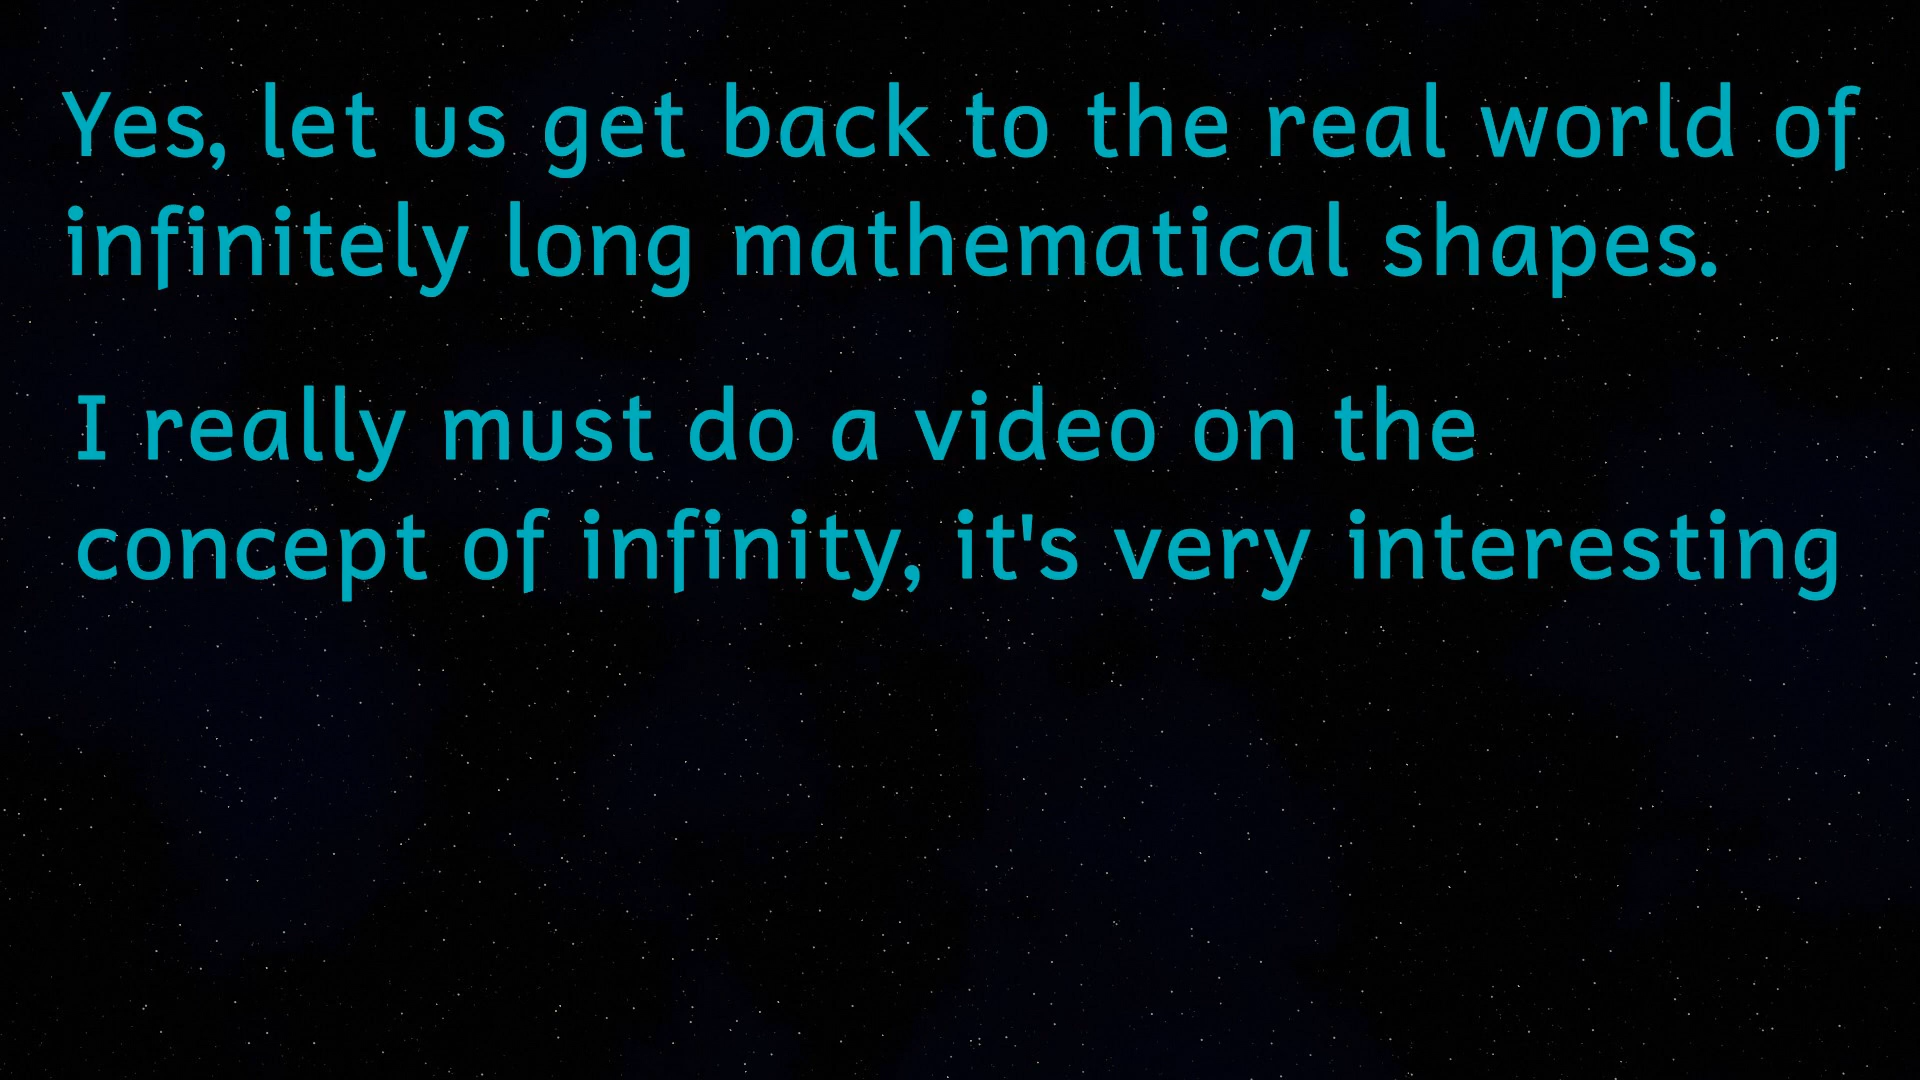 Yes, let us get back to the real world of
infinitely long mathematical shapes.
I really must do a video on the
concept of infinity, it's very interesting